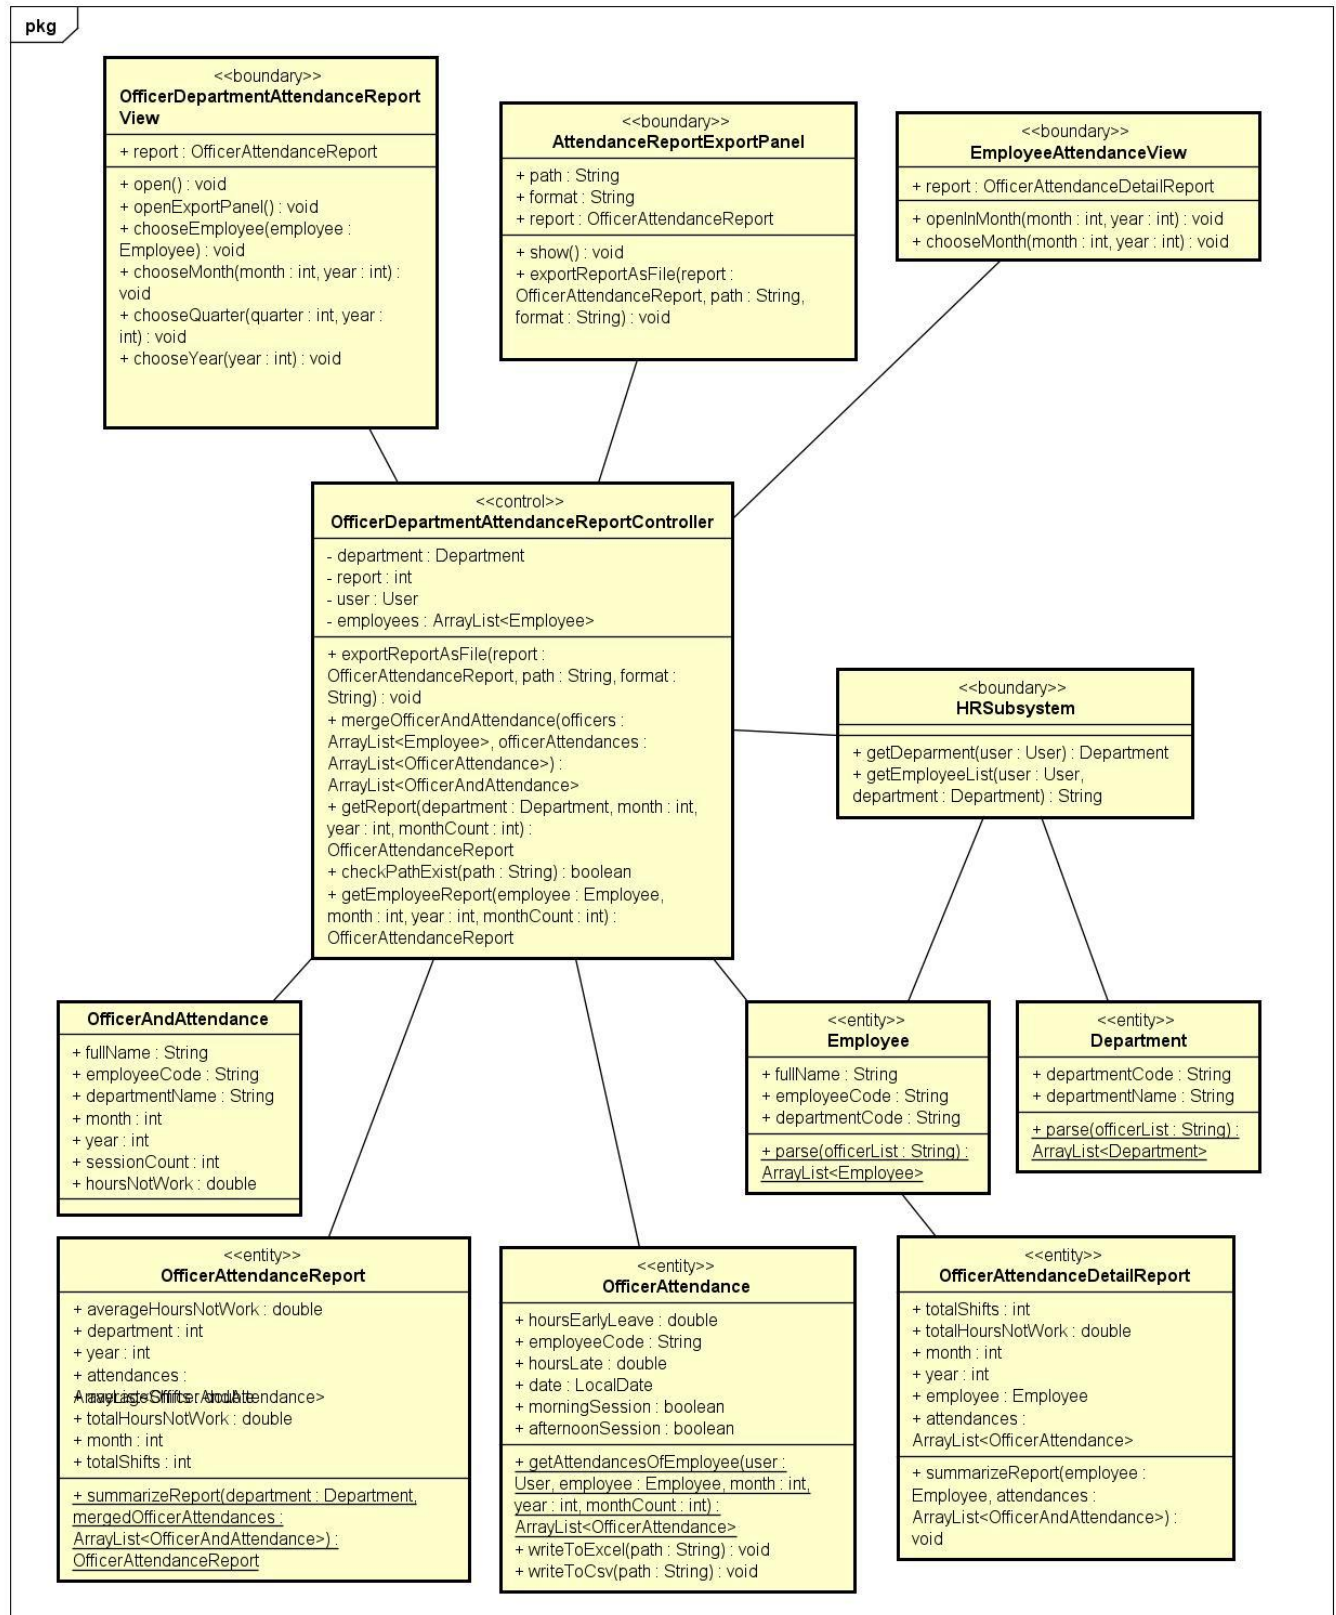 pkg
<<boundary>>
OfficerDepartmentAttendanceReport
View
+ report : OfficerAttendanceReport
+ open() : void
+ openExportPanel() : void
+ chooseEmployee(employee :
Employee) : void
+ chooseMonth(month : int, year : int) :
void
+ chooseQuarter(quarter : int, year :
int) : void
+ chooseYear(year : int) : void
<<boundary>>
AttendanceReportExportPanel
+ path : String
+ format : String
+ report : OfficerAttendanceReport
+ show() : void
+ exportReportAsFile(report :
OfficerAttendanceReport, path : String,
format : String) : void
<<boundary>>
EmployeeAttendanceView
+ report : OfficerAttendanceDetailReport
+ openInMonth(month : int, year : int) : void
+ chooseMonth(month : int, year : int) : void
<<control>>
OfficerDepartmentAttendanceReportController
- department : Department
- report : int
- user : User
- employees : ArrayList<Employee>
+ exportReportAsFile(report :
OfficerAttendanceReport, path : String, format :
String) : void
+ mergeOfficerAndAttendance(officers :
ArrayList<Employee>, officerAttendances :
ArrayList<OfficerAttendance>) :
ArrayList<OfficerAndAttendance>
+ getReport(department : Department, month : int,
year : int, monthCount : int) :
OfficerAttendanceReport
+ checkPathExist(path : String) : boolean
+ getEmployeeReport(employee : Employee,
month : int, year : int, monthCount : int) :
OfficerAttendanceReport
<<boundary>>
HRSubsystem
+ getDeparment(user : User) : Department
+ getEmployeeList(user : User,
department : Department) : String
OfficerAndAttendance
+ fullName : String
+ employeeCode : String
+ departmentName : String
+ month : int
+ year : int
+ sessionCount : int
+ hoursNotWork : double
<<entity>>
Employee
+ fullName : String
+ employeeCode : String
+ departmentCode : String
+ parse(officerList : String) :
ArrayList<Employee>
<<entity>>
Department
+ departmentCode : String
+ departmentName : String
+ parse(officerList : String) :
ArrayList<Department>
<<entity>>
OfficerAttendanceReport
+ averageHoursNotWork : double
+ department : int
+ year : int
+ attendances :
ArrayList<OfficerAndAttendance>
+ averageShifts : double
+ totalHoursNotWork : double
+ month : int
+ totalShifts : int
+ summarizeReport(department : Department,
mergedOfficerAttendances :
ArrayList<OfficerAndAttendance>) :
OfficerAttendanceReport
<<entity>>
OfficerAttendance
+ hoursEarlyLeave : double
+ employeeCode : String
+ hoursLate : double
+ date : LocalDate
+ morningSession : boolean
+ afternoonSession : boolean
+ getAttendancesOfEmployee(user :
User, employee : Employee, month : int,
year : int, monthCount : int) :
ArrayList<OfficerAttendance>
+ writeToExcel(path : String) : void
+ writeToCsv(path : String) : void
<<entity>>
OfficerAttendanceDetailReport
+ totalShifts : int
+ totalHoursNotWork : double
+ month : int
+ year : int
+ employee : Employee
+ attendances :
ArrayList<OfficerAttendance>
+ summarizeReport(employee :
Employee, attendances :
ArrayList<OfficerAndAttendance>) :
void